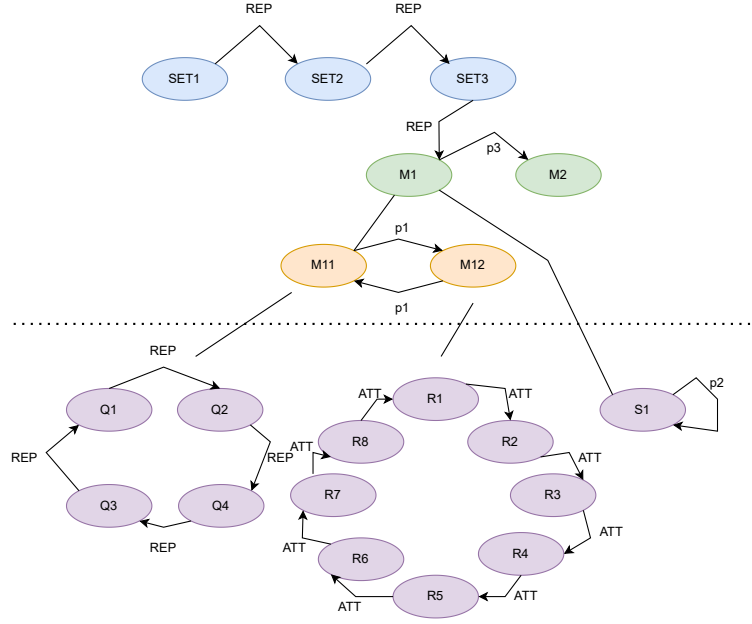 REP
REP
SET1
SET2
SET3
REP
p3
M1
M2
p1
M11
M12
p1
REP
Q1
Q2
REP
REP
Q3
Q4
REP
ATT
R1
ATT
R8
R2
ATT
ATT
R7
R3
ATT
ATT
R6
R4
ATT
R5
ATT
p2
S1